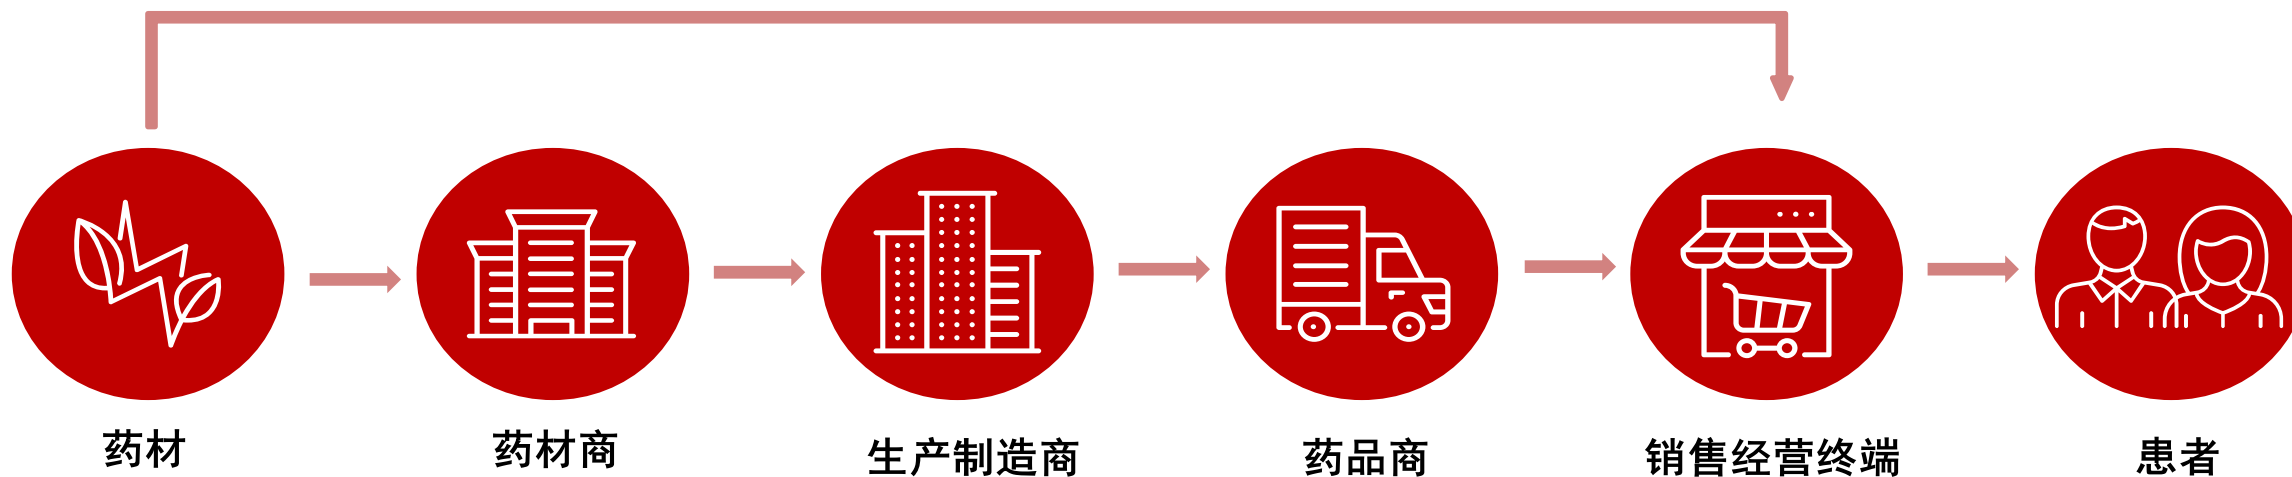 药材
药材商
生产制造商
药品商
销售经营终端
患者